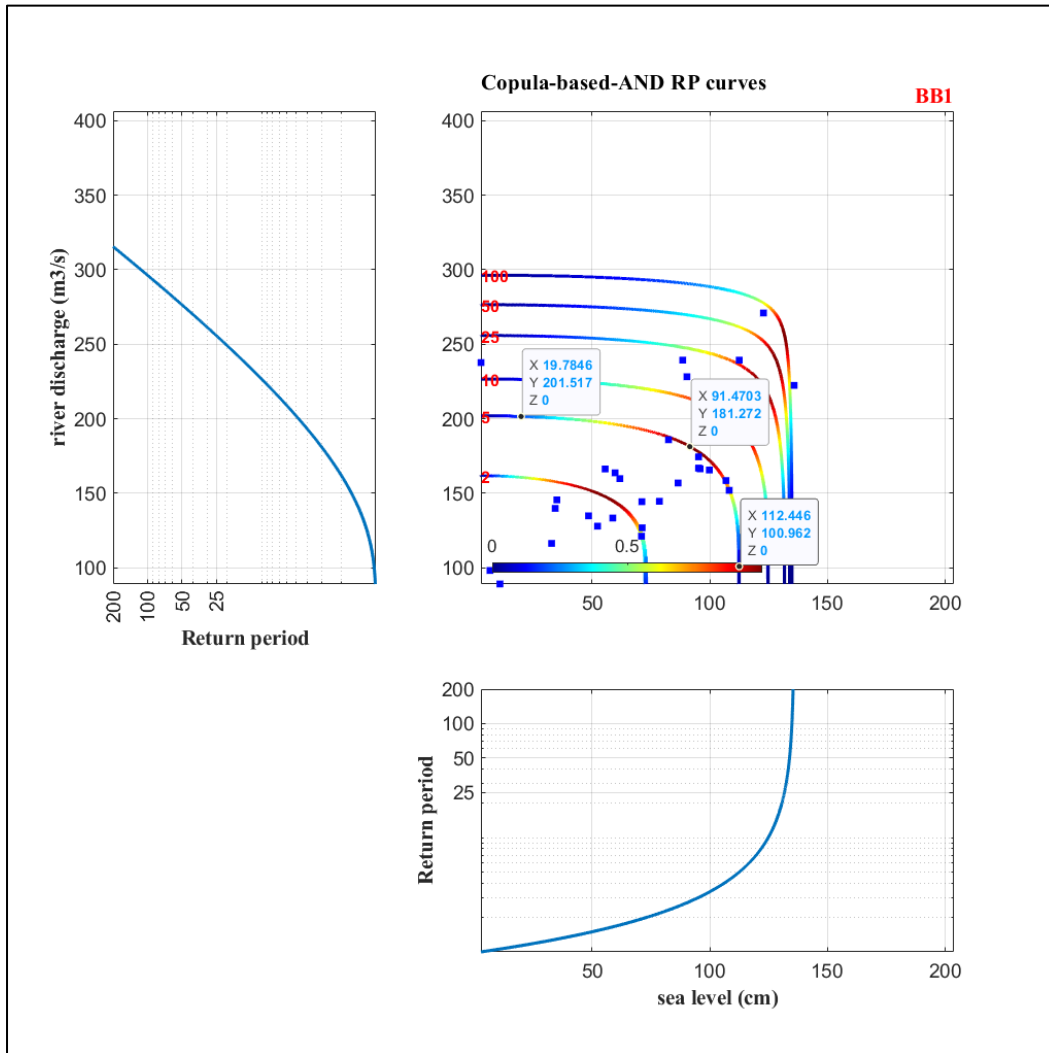 Copula-based-AND RP curves
BB1
400
350
300
250
200
150
100
river discharge (m3/s)
200
100
50
25
Return period
400
350
300
250
200
150
100
100
50
25
10
5
2
X 19.7846
Y 201.517
Z 0
X 91.4703
Y 181.272
Z 0
X 112.446
Y 100.962
Z 0
0
0.5
50
100
150
200
200
100
50
25
Return period
50
100
150
200
sea level (cm)